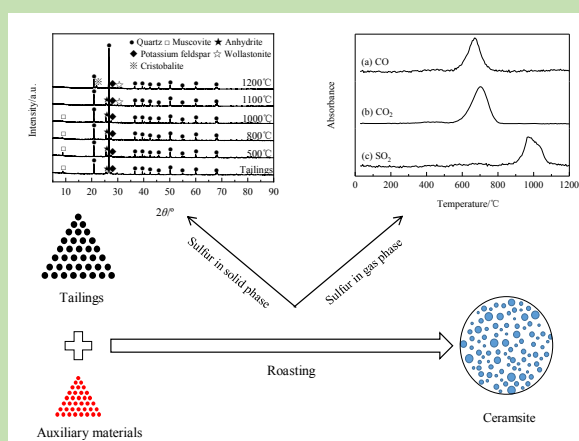 ● Quartz □ Muscovite ★ Anhydrite
◆ Potassium feldspar ☆ Wollastonite
※ Cristobalite
1200℃
1100℃
1000℃
800℃
500℃
Tailings
Intensity/a.u.
10 20 30 40 50 60 70 80 90
2θ/°
(a) CO
(b) CO₂
(c) SO₂
Absorbance
0 200 400 600 800 1000 1200
Temperature/℃
Sulfur in solid phase
Sulfur in gas phase
Tailings
Roasting
Auxiliary materials
Ceramsite